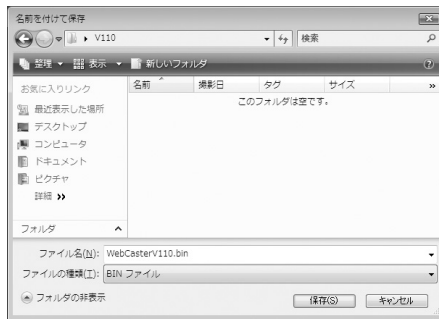 名前を付けて保存
V110
検索
整理 表示 新しいフォルダ
お気に入りリンク
最近表示した場所
デスクトップ
コンピュータ
ドキュメント
ピクチャ
詳細 >>
フォルダ
名前 撮影日 タグ サイズ >>
このフォルダは空です。
ファイル名(N): WebCasterV110.bin
ファイルの種類(T): BIN ファイル
フォルダの非表示
保存(S) キャンセル